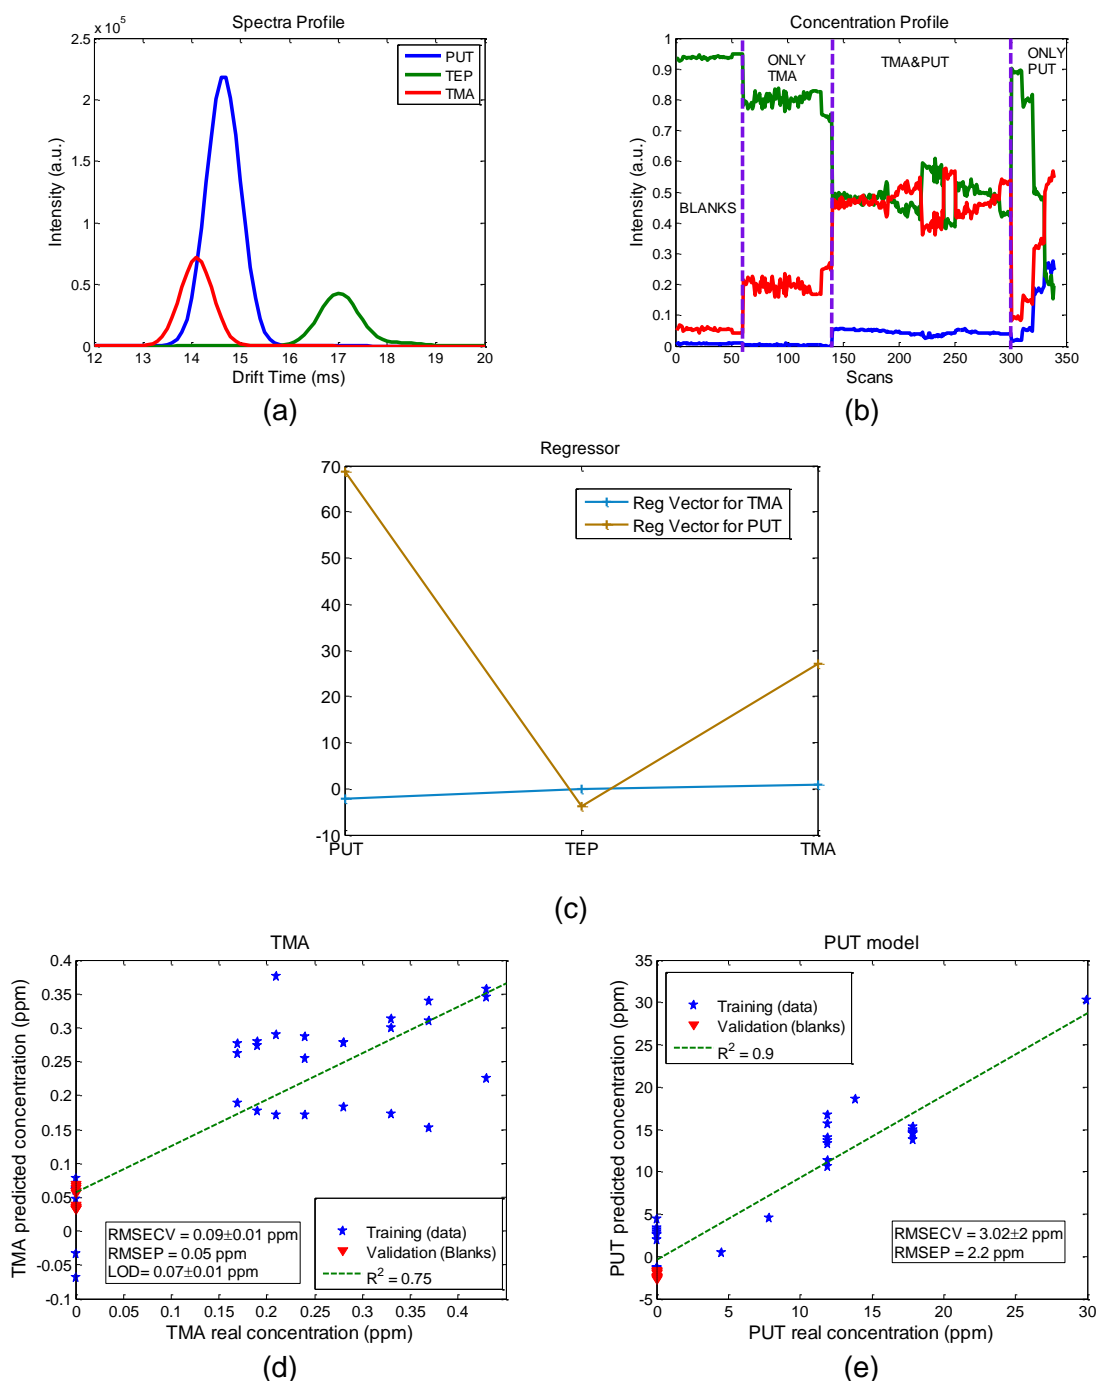 Spectra Profile
x 10^5
2.5
2
1.5
1
0.5
0
12 13 14 15 16 17 18 19 20
Intensity (a.u.)
Drift Time (ms)
PUT
TEP
TMA
(a)
Concentration Profile
1
0.9
0.8
0.7
0.6
0.5
0.4
0.3
0.2
0.1
0
0 50 100 150 200 250 300 350
Intensity (a.u.)
Scans
BLANKS
ONLY
TMA
TMA&PUT
ONLY
PUT
(b)
Regressor
70
60
50
40
30
20
10
0
-10
PUT TEP TMA
Reg Vector for TMA
Reg Vector for PUT
(c)
TMA
0.4
0.35
0.3
0.25
0.2
0.15
0.1
0.05
0
-0.05
-0.1
0 0.05 0.1 0.15 0.2 0.25 0.3 0.35 0.4
TMA predicted concentration (ppm)
TMA real concentration (ppm)
RMSECV = 0.09±0.01 ppm
RMSEP = 0.05 ppm
LOD= 0.07±0.01 ppm
Training (data)
Validation (Blanks)
R^2 = 0.75
(d)
PUT model
35
30
25
20
15
10
5
0
-5
0 5 10 15 20 25 30
PUT predicted concentration (ppm)
PUT real concentration (ppm)
Training (data)
Validation (blanks)
R^2 = 0.9
RMSECV = 3.02±2 ppm
RMSEP = 2.2 ppm
(e)